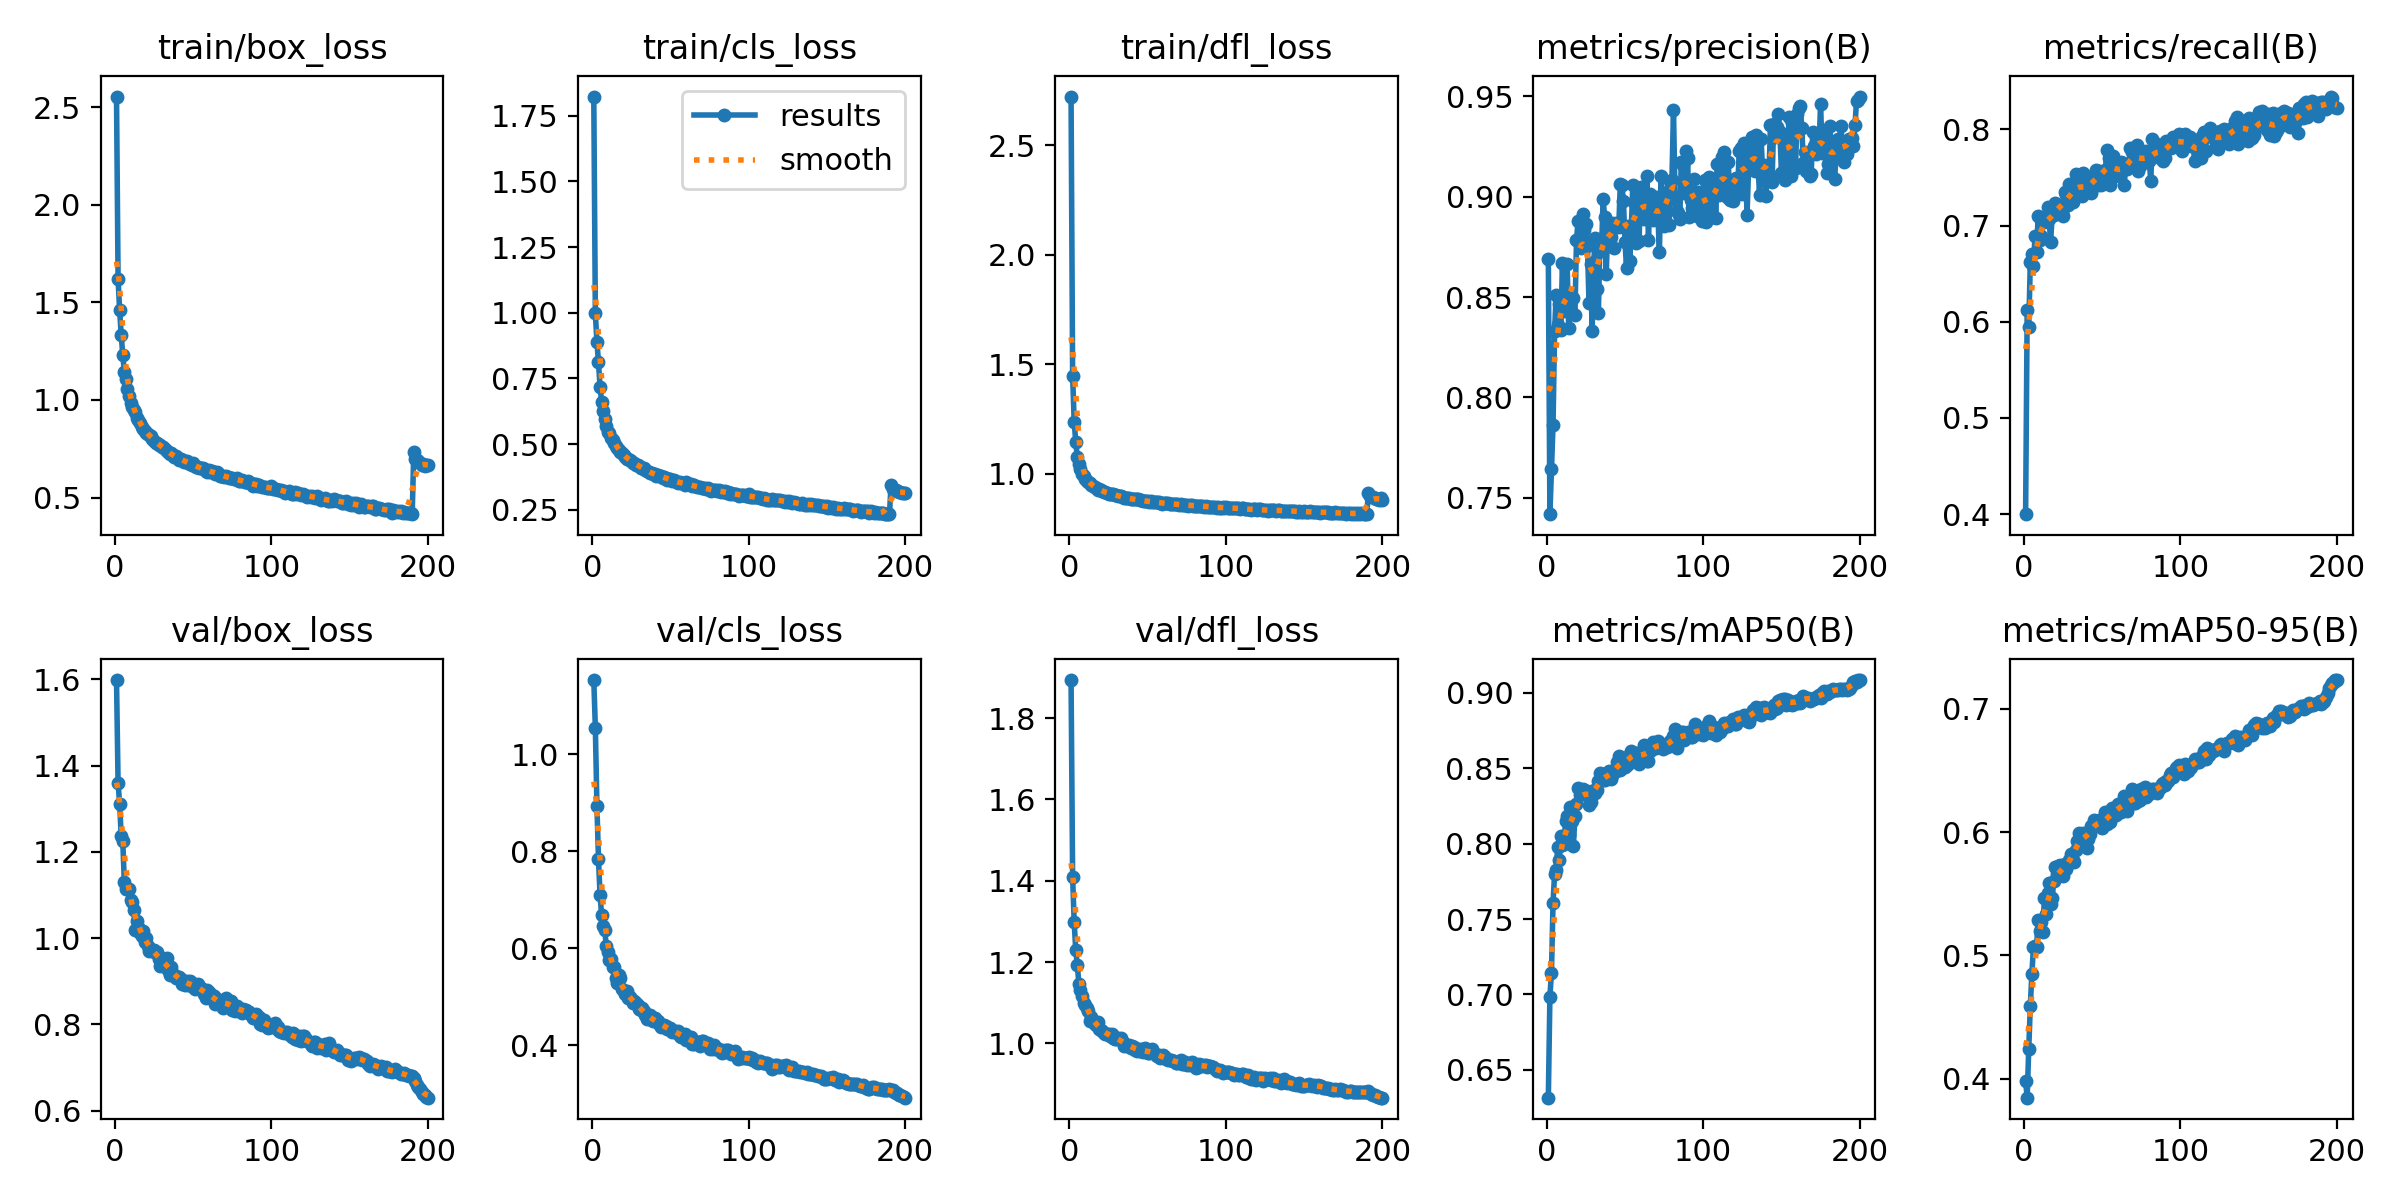 train/box_loss
2.5
2.0
1.5
1.0
0.5
0 100 200
train/cls_loss
results
smooth
1.75
1.50
1.25
1.00
0.75
0.50
0.25
0 100 200
train/dfl_loss
2.5
2.0
1.5
1.0
0 100 200
metrics/precision(B)
0.95
0.90
0.85
0.80
0.75
0 100 200
metrics/recall(B)
0.8
0.7
0.6
0.5
0.4
0 100 200
val/box_loss
1.6
1.4
1.2
1.0
0.8
0.6
0 100 200
val/cls_loss
1.0
0.8
0.6
0.4
0 100 200
val/dfl_loss
1.8
1.6
1.4
1.2
1.0
0 100 200
metrics/mAP50(B)
0.90
0.85
0.80
0.75
0.70
0.65
0 100 200
metrics/mAP50-95(B)
0.7
0.6
0.5
0.4
0 100 200